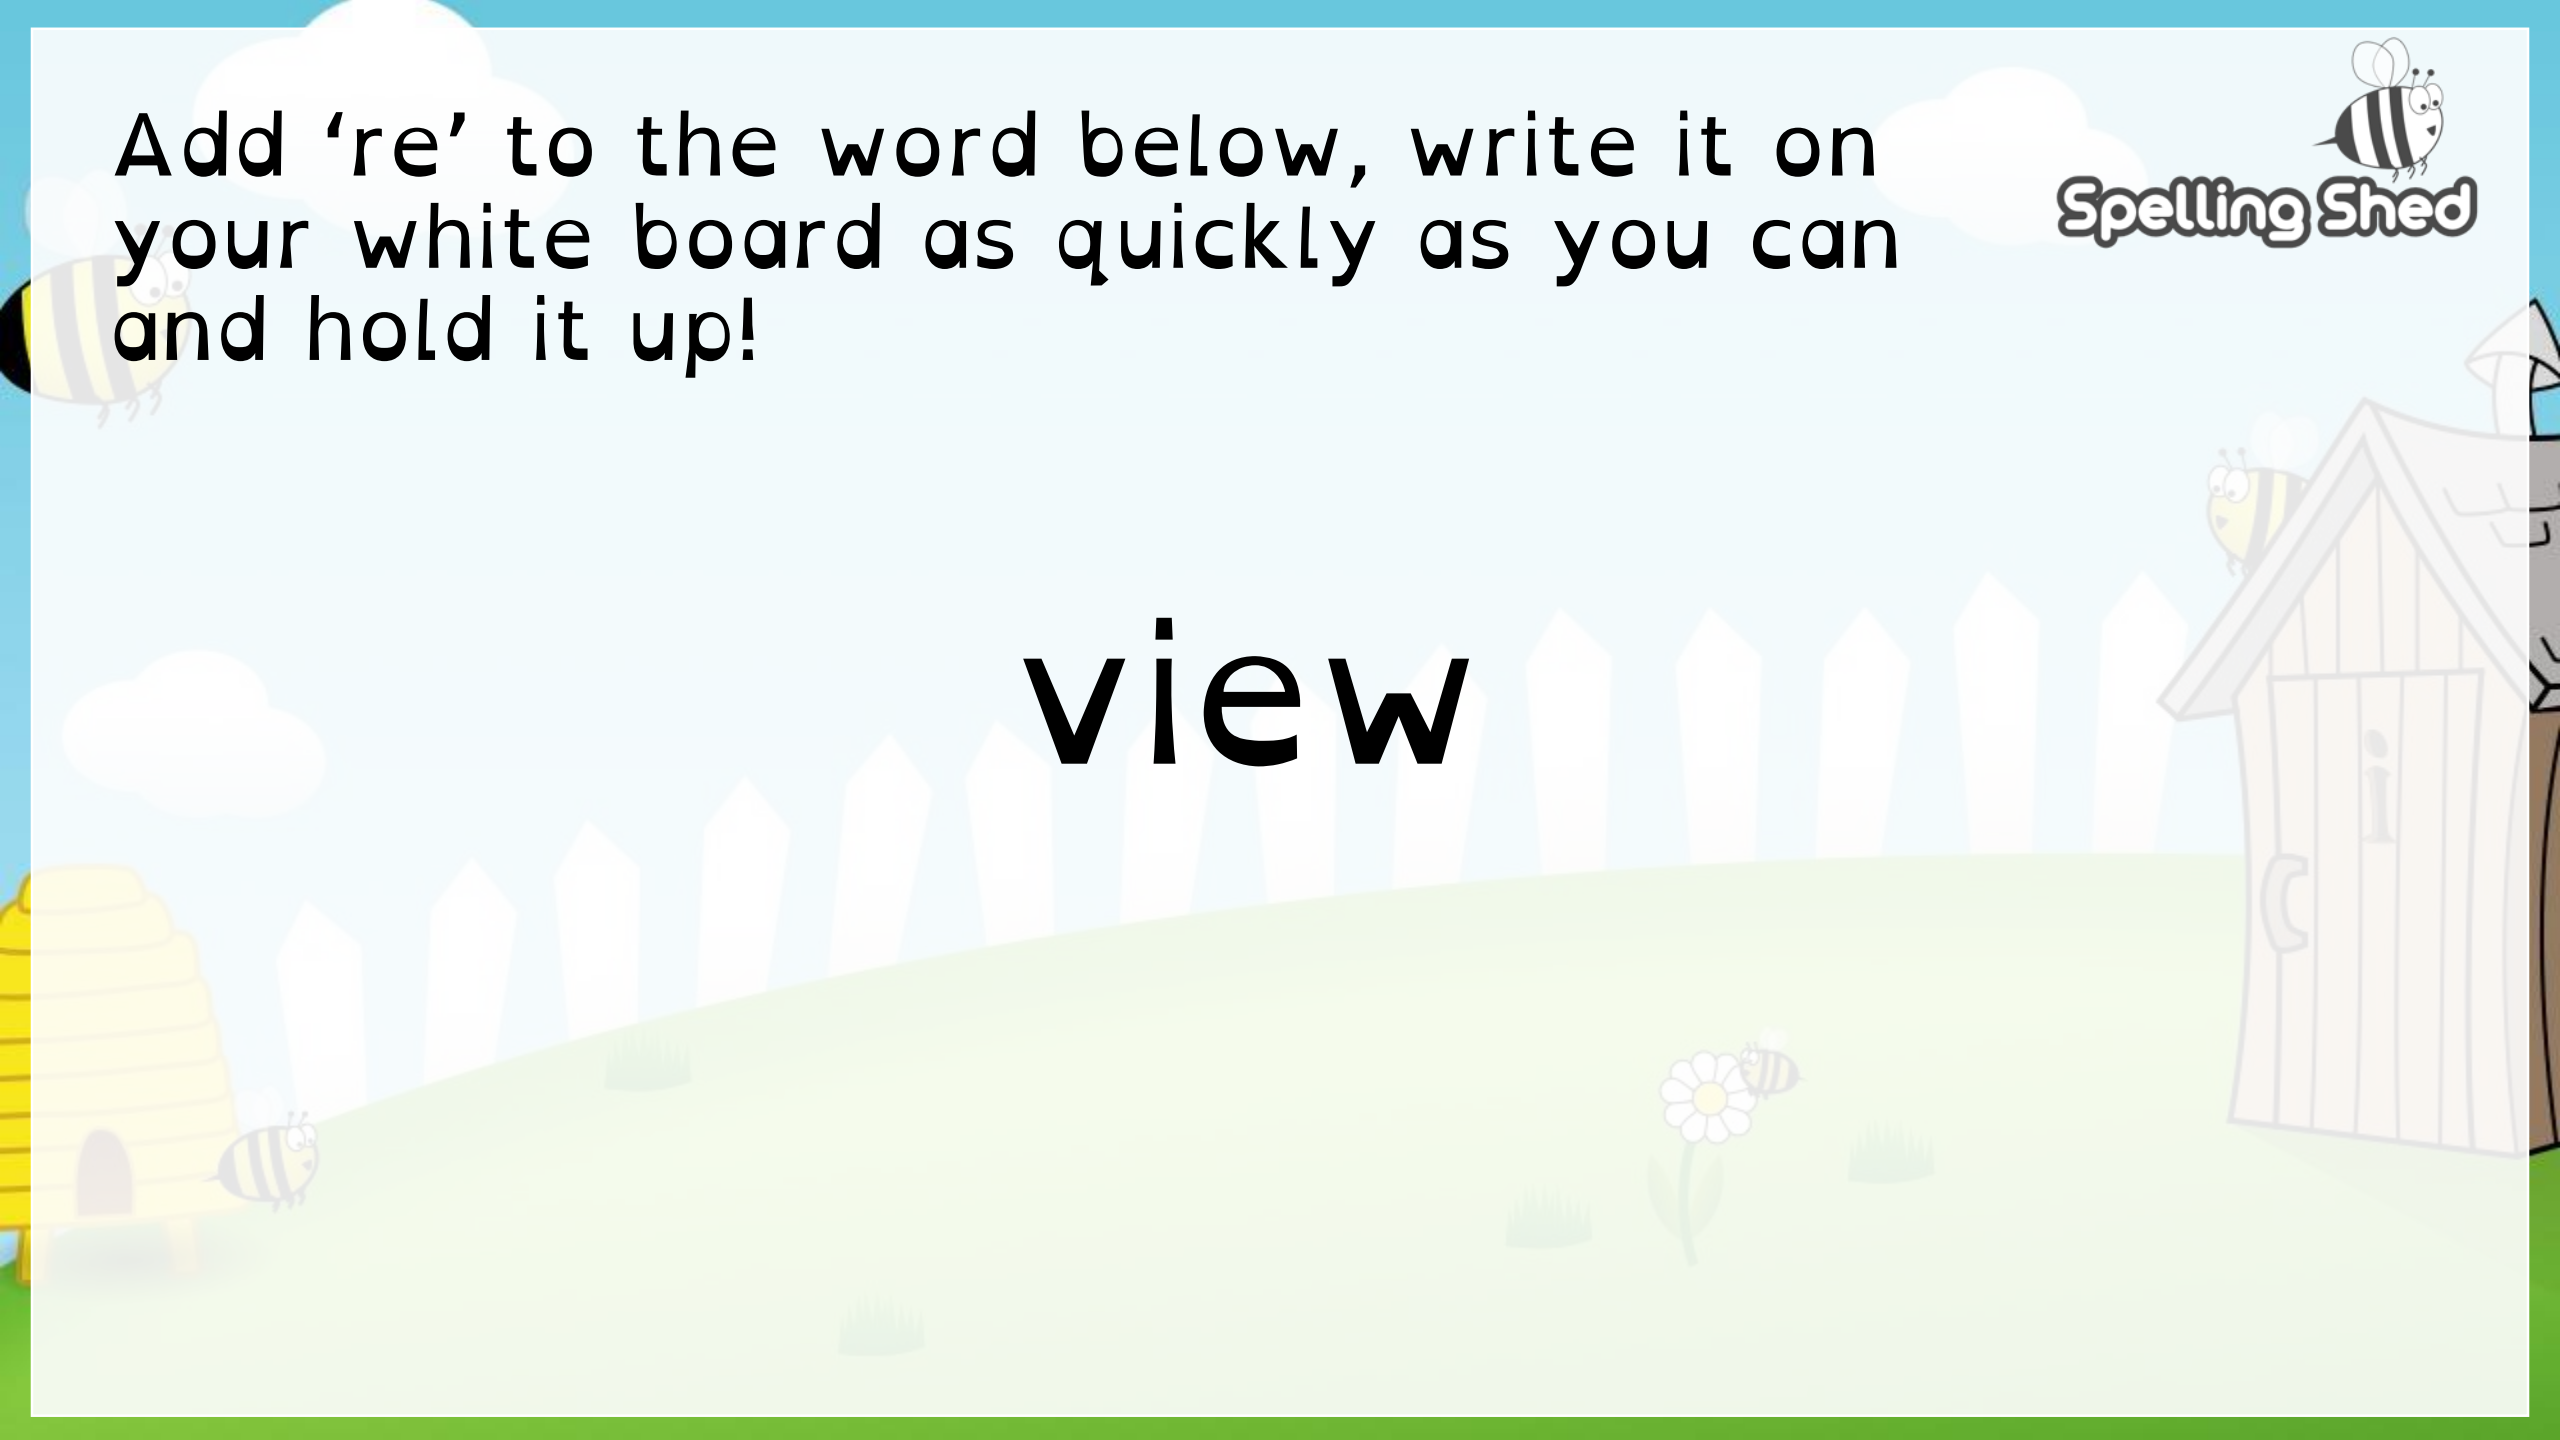 Add ‘re’ to the word below, write it on
your white board as quickly as you can
and hold it up!
Spelling Shed
view
i